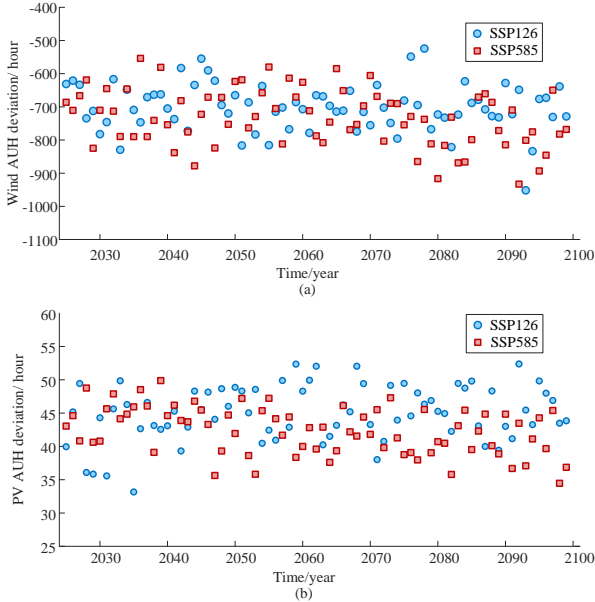 -400
-500
-600
-700
-800
-900
-1000
-1100
Wind AUH deviation/ hour
SSP126
SSP585
2030 2040 2050 2060 2070 2080 2090 2100
Time/year
(a)
60
55
50
45
40
35
30
25
PV AUH deviation/ hour
SSP126
SSP585
2030 2040 2050 2060 2070 2080 2090 2100
Time/year
(b)